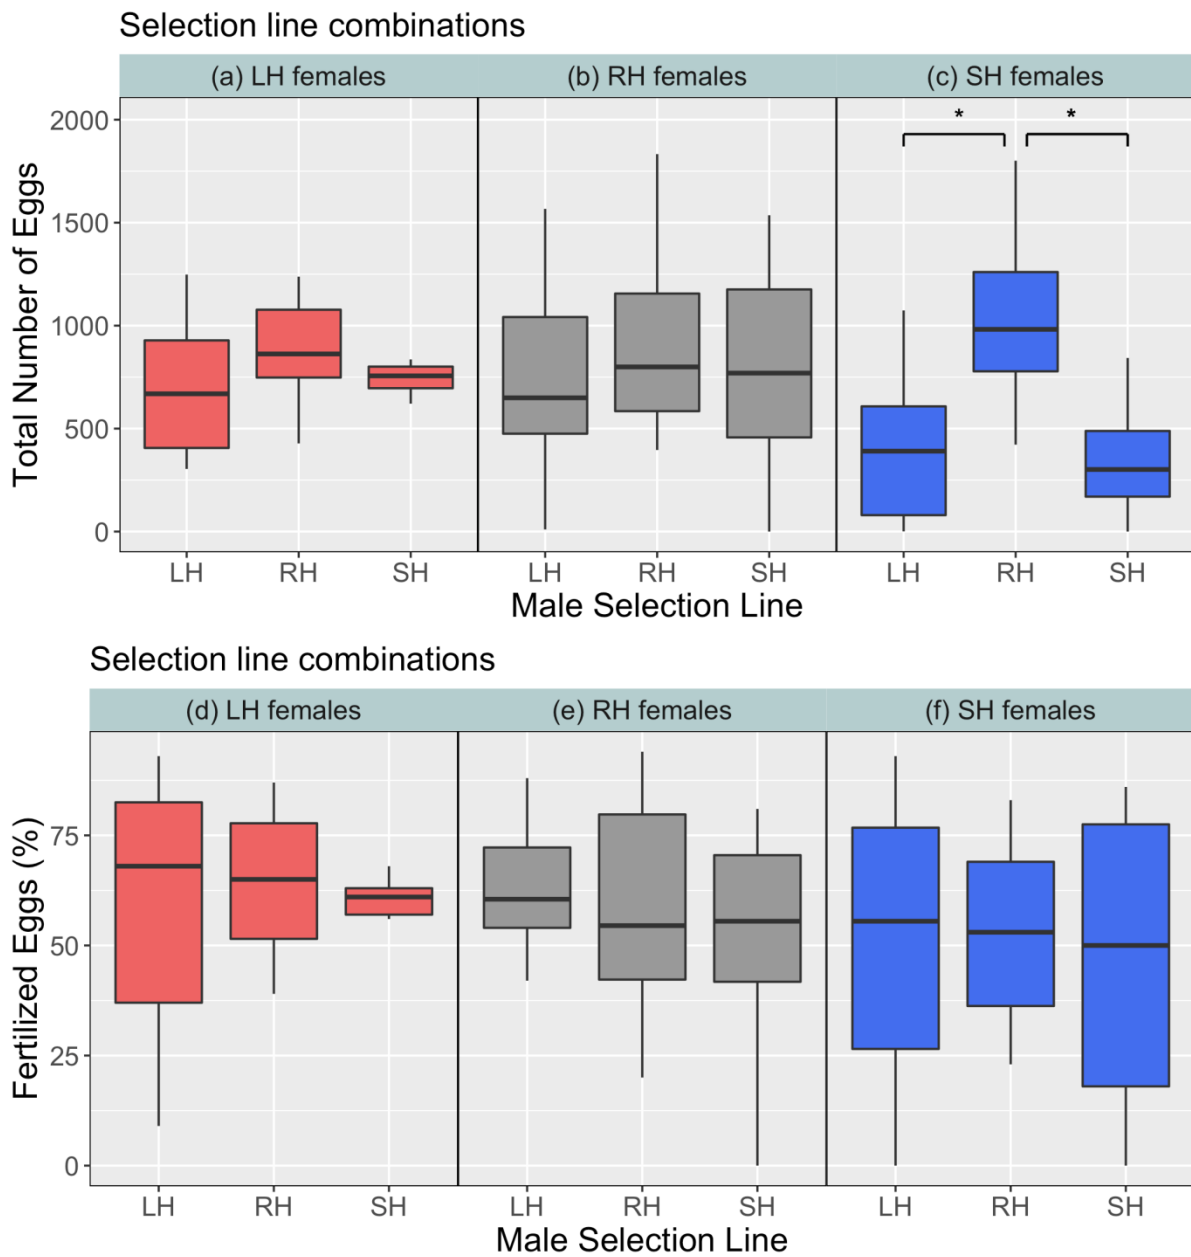 Selection line combinations
(a) LH females (b) RH females (c) SH females
Total Number of Eggs
2000
1500
1000
500
0
* *
LH RH SH LH RH SH LH RH SH
Male Selection Line
Selection line combinations
(d) LH females (e) RH females (f) SH females
Fertilized Eggs (%)
75
50
25
0
LH RH SH LH RH SH LH RH SH
Male Selection Line